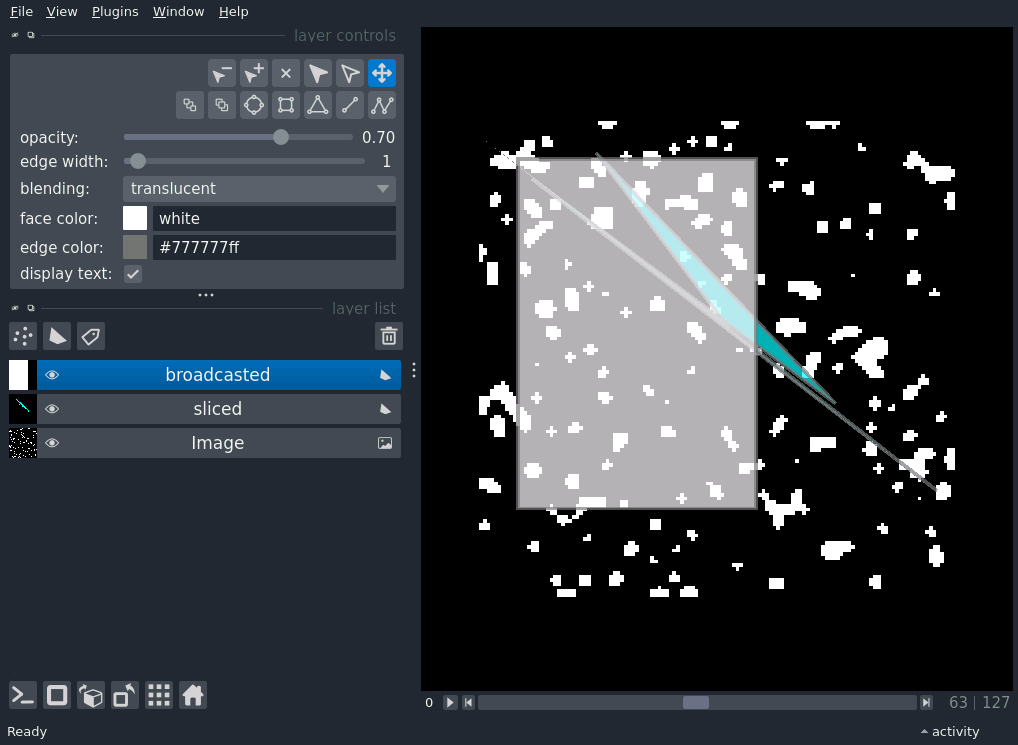 File View Plugins Window Help
layer controls
opacity: 0.70
edge width: 1
blending: translucent
face color: white
edge color: #777777ff
display text:
layer list
broadcasted
sliced
Image
0 63 | 127
Ready activity